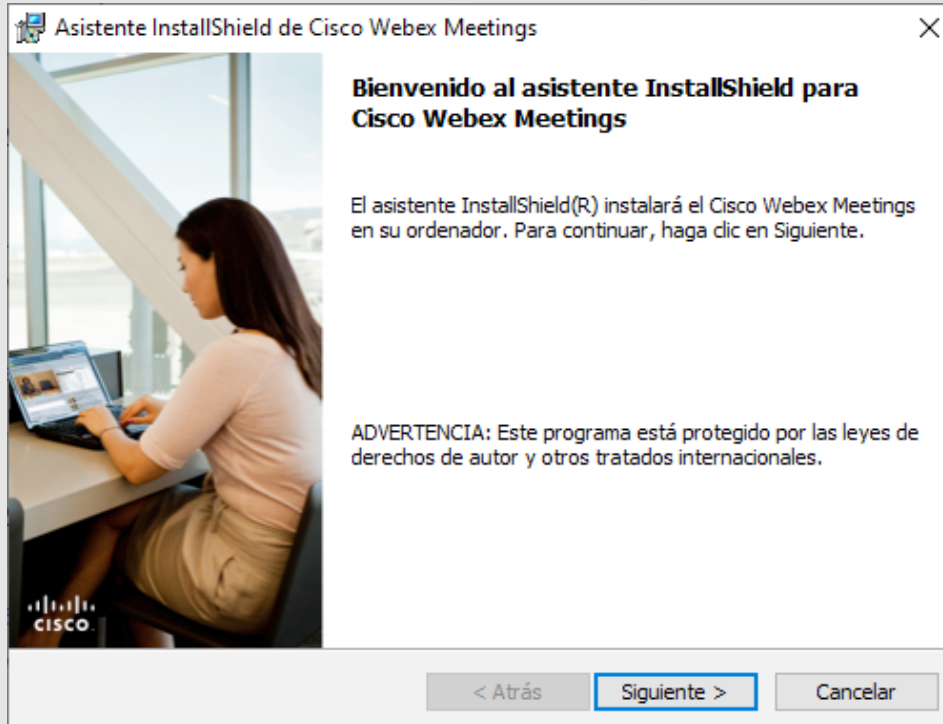 Asistente InstallShield de Cisco Webex Meetings
Bienvenido al asistente InstallShield para
Cisco Webex Meetings
El asistente InstallShield(R) instalará el Cisco Webex Meetings
en su ordenador. Para continuar, haga clic en Siguiente.
ADVERTENCIA: Este programa está protegido por las leyes de
derechos de autor y otros tratados internacionales.
CISCO
< Atrás
Siguiente >
Cancelar